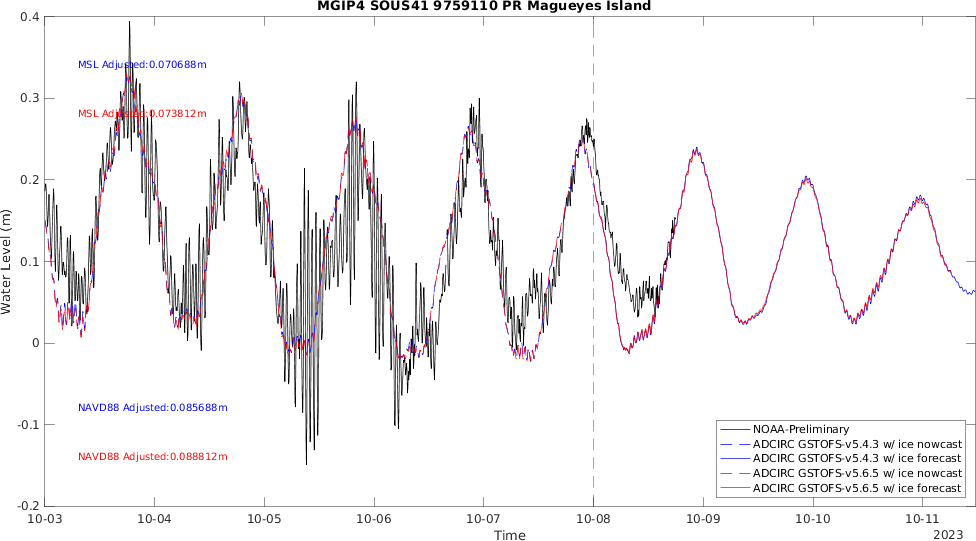 MGIP4 SOUS41 9759110 PR Magueyes Island
0.4
MSL Adjusted:0.070688m
0.3
MSL Adjusted:0.073812m
0.2
0.1
0
NAVD88 Adjusted:0.085688m
-0.1
NAVD88 Adjusted:0.088812m
-0.2
Water Level (m)
NOAA-Preliminary
ADCIRC GSTOFS-v5.4.3 w/ ice nowcast
ADCIRC GSTOFS-v5.4.3 w/ ice forecast
ADCIRC GSTOFS-v5.6.5 w/ ice nowcast
ADCIRC GSTOFS-v5.6.5 w/ ice forecast
10-03 10-04 10-05 10-06 10-07 10-08 10-09 10-10 10-11
Time
2023